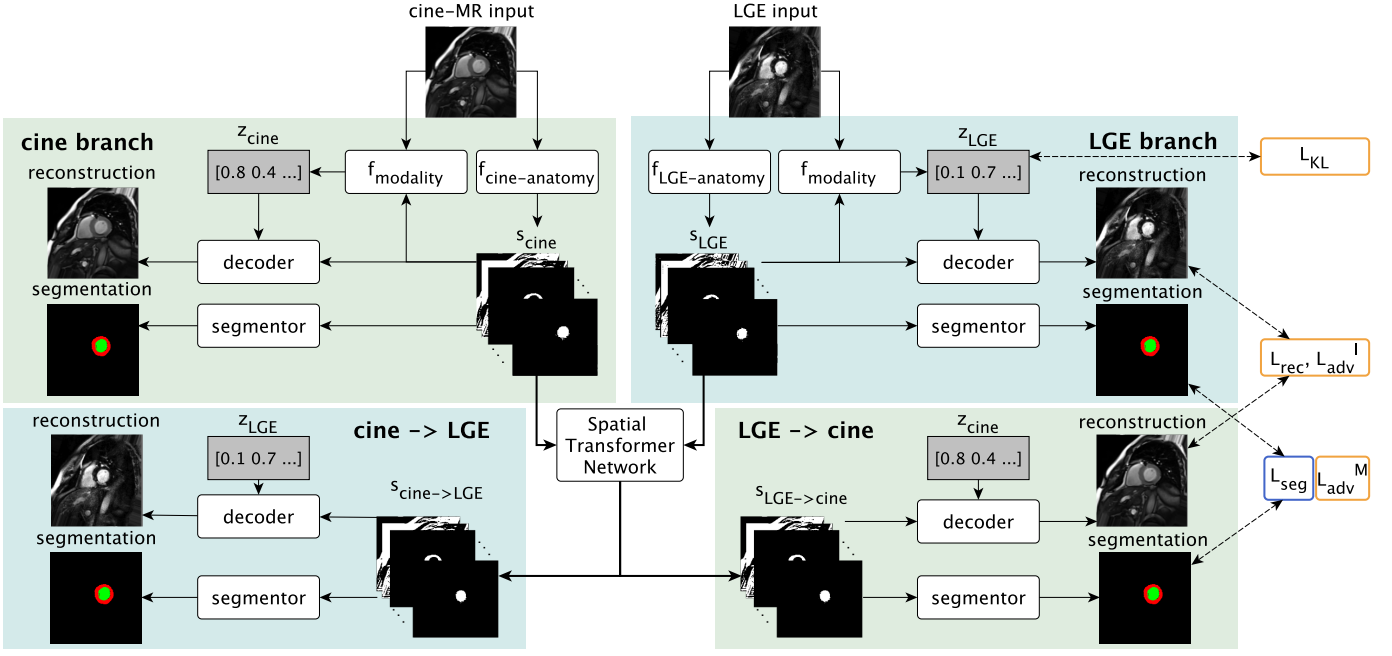 cine-MR input
LGE input
cine branch
z_cine
[0.8 0.4 ...]
f_modality
f_cine-anatomy
reconstruction
decoder
s_cine
segmentation
segmentor
LGE branch
f_LGE-anatomy
f_modality
z_LGE
[0.1 0.7 ...]
reconstruction
s_LGE
decoder
segmentation
segmentor
L_KL
L_rec, L_adv^I
L_seg
L_adv^M
Spatial
Transformer
Network
cine -> LGE
reconstruction
z_LGE
[0.1 0.7 ...]
decoder
s_cine->LGE
segmentation
segmentor
LGE -> cine
z_cine
[0.8 0.4 ...]
reconstruction
s_LGE->cine
decoder
segmentation
segmentor